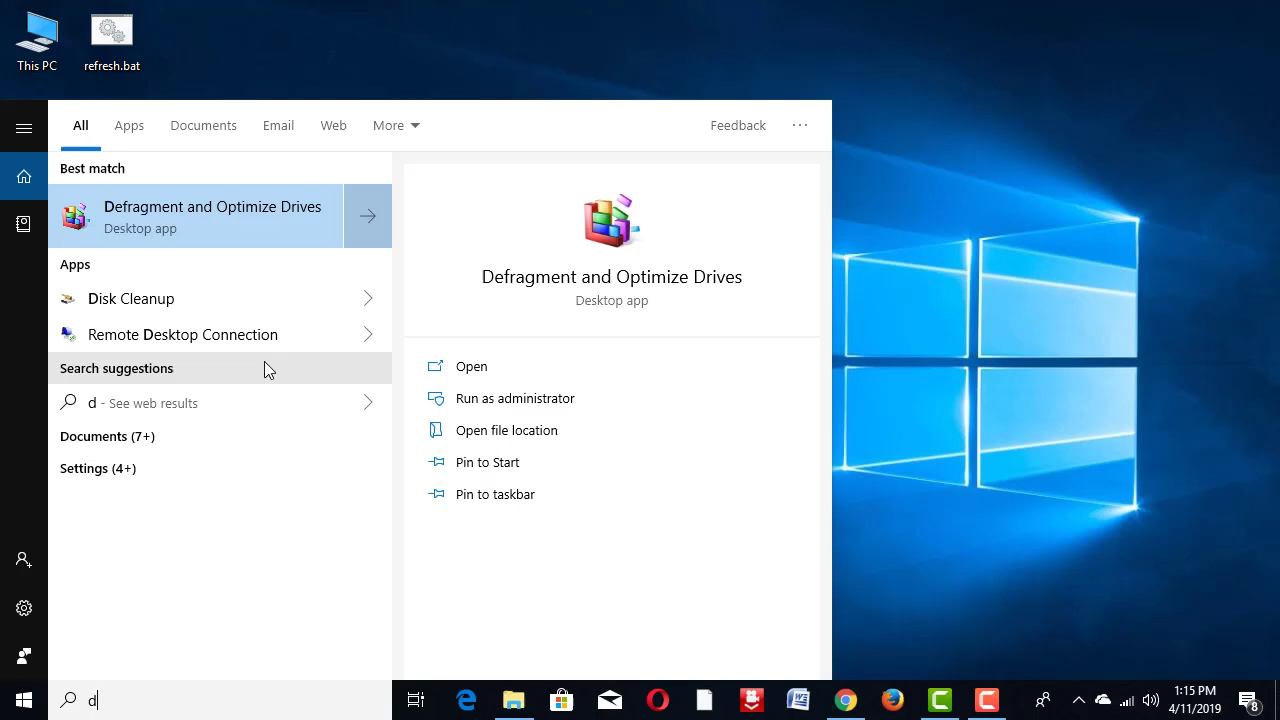 This PC
refresh.bat
All
Apps
Documents
Email
Web
More
Feedback
Best match
Defragment and Optimize Drives
Desktop app
Apps
Disk Cleanup
Remote Desktop Connection
Search suggestions
d - See web results
Documents (7+)
Settings (4+)
Defragment and Optimize Drives
Desktop app
Open
Run as administrator
Open file location
Pin to Start
Pin to taskbar
d
1:15 PM
4/11/2019
8